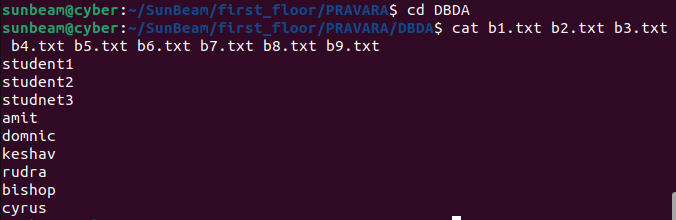 sunbeam@cyber:~/SunBeam/first_floor/PRAVARA$ cd DBDA
sunbeam@cyber:~/SunBeam/first_floor/PRAVARA/DBDA$ cat b1.txt b2.txt b3.txt
b4.txt b5.txt b6.txt b7.txt b8.txt b9.txt
student1
student2
studnet3
amit
domnic
keshav
rudra
bishop
cyrus